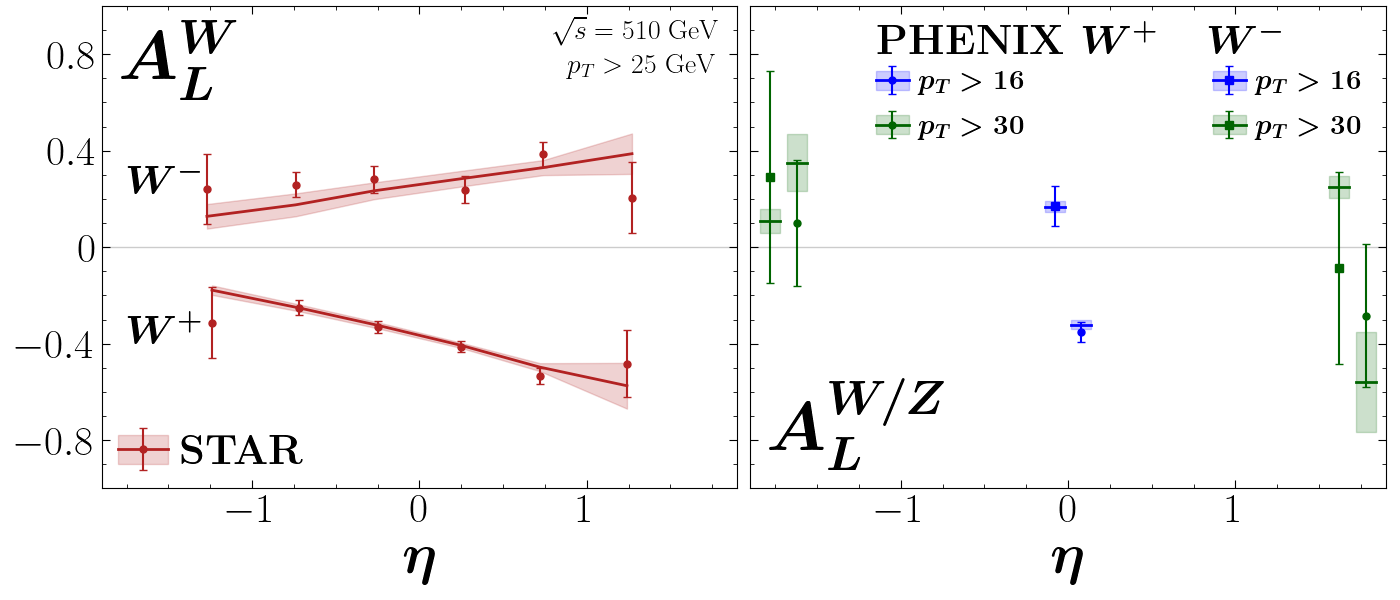 A_L^W
√s = 510 GeV
p_T > 25 GeV
0.8
0.4
0
−0.4
−0.8
W^−
W^+
STAR
−1 0 1
η
PHENIX W^+ W^−
p_T > 16 p_T > 16
p_T > 30 p_T > 30
A_L^{W/Z}
−1 0 1
η